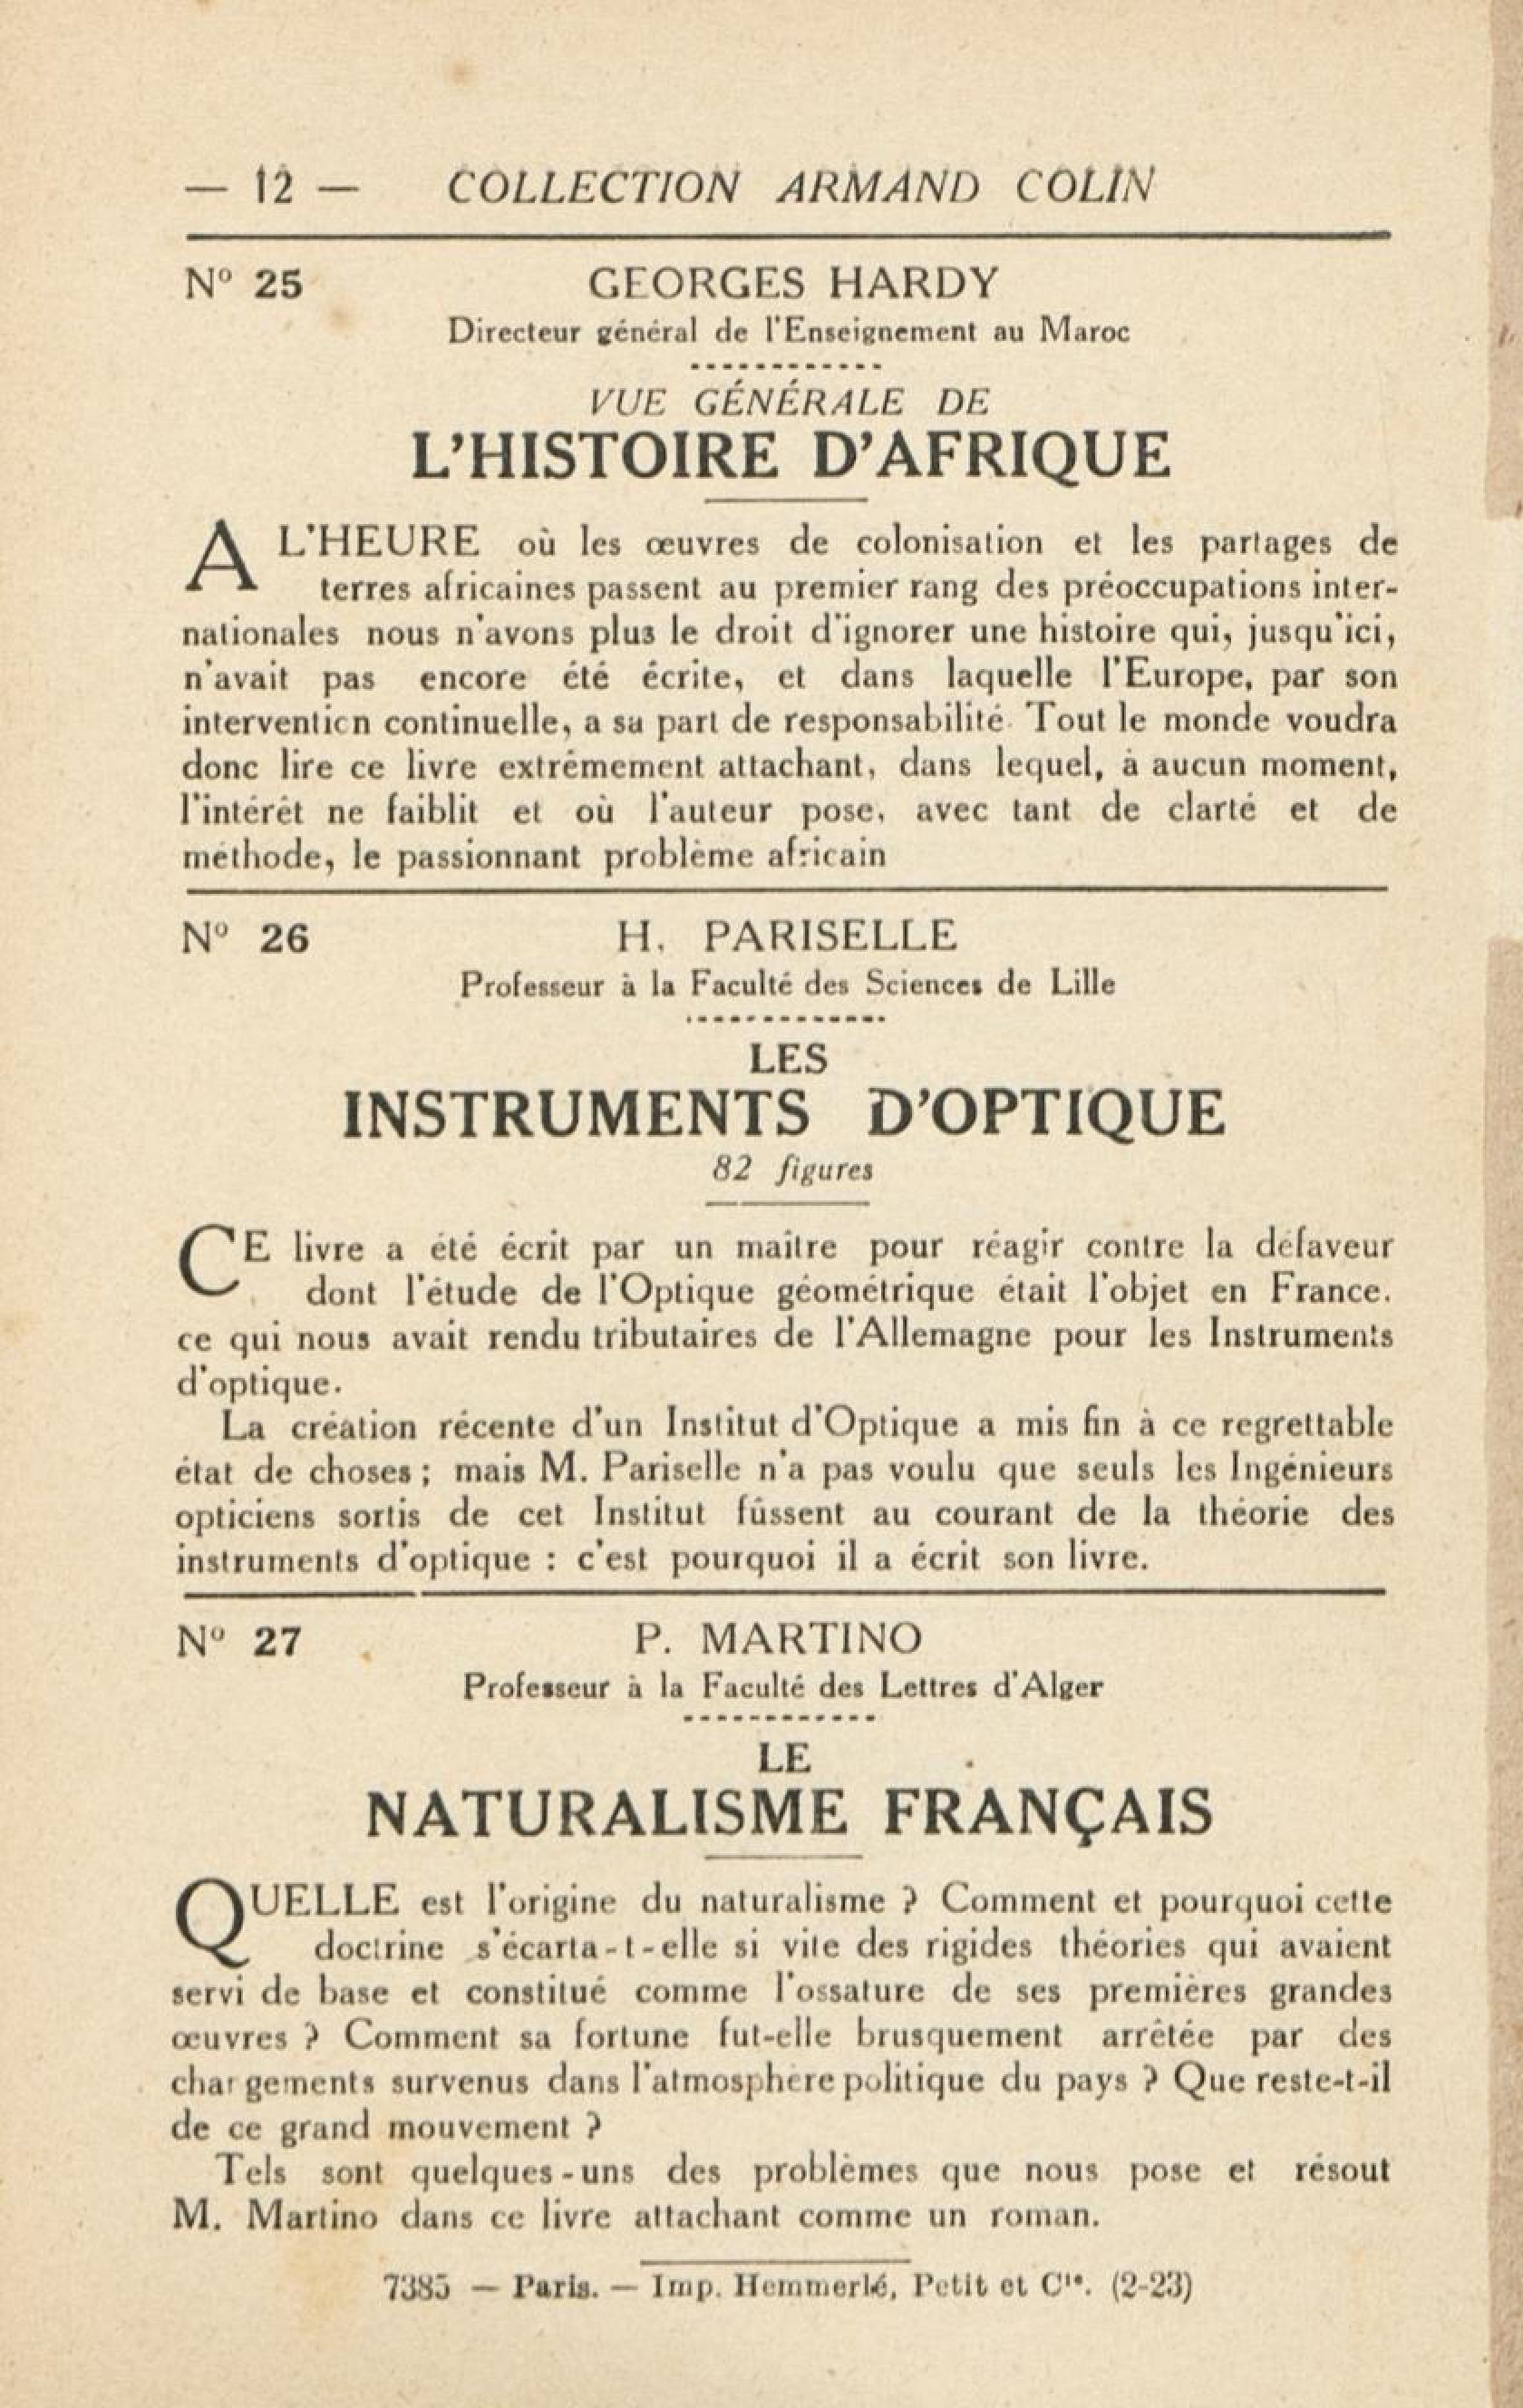 — 12 — COLLECTION ARMAND COLIN
N° 25 GEORGES HARDY
Directeur général de l'Enseignement au Maroc
VUE GÉNÉRALE DE
L'HISTOIRE D'AFRIQUE
A L'HEURE où les œuvres de colonisation et les partages de
terres africaines passent au premier rang des préoccupations inter-
nationales nous n'avons plus le droit d'ignorer une histoire qui, jusqu'ici,
n'avait pas encore été écrite, et dans laquelle l'Europe, par son
intervention continuelle, a sa part de responsabilité. Tout le monde voudra
donc lire ce livre extrêmement attachant, dans lequel, à aucun moment,
l'intérêt ne faiblit et où l'auteur pose, avec tant de clarté et de
méthode, le passionnant problème africain
N° 26 H. PARISELLE
Professeur à la Faculté des Sciences de Lille
LES
INSTRUMENTS D'OPTIQUE
82 figures
CE livre a été écrit par un maître pour réagir contre la défaveur
dont l'étude de l'Optique géométrique était l'objet en France.
ce qui nous avait rendu tributaires de l'Allemagne pour les Instruments
d'optique.
La création récente d'un Institut d'Optique a mis fin à ce regrettable
état de choses ; mais M. Pariselle n'a pas voulu que seuls les Ingénieurs
opticiens sortis de cet Institut fûssent au courant de la théorie des
instruments d'optique : c'est pourquoi il a écrit son livre.
N° 27 P. MARTINO
Professeur à la Faculté des Lettres d'Alger
LE
NATURALISME FRANÇAIS
QUELLE est l'origine du naturalisme ? Comment et pourquoi cette
doctrine s'écarta-t-elle si vite des rigides théories qui avaient
servi de base et constitué comme l'ossature de ses premières grandes
œuvres ? Comment sa fortune fut-elle brusquement arrêtée par des
changements survenus dans l'atmosphère politique du pays ? Que reste-t-il
de ce grand mouvement ?
Tels sont quelques-uns des problèmes que nous pose et résout
M. Martino dans ce livre attachant comme un roman.
7385 — Paris. — Imp. Hemmerlé, Petit et Cie. (2-23)